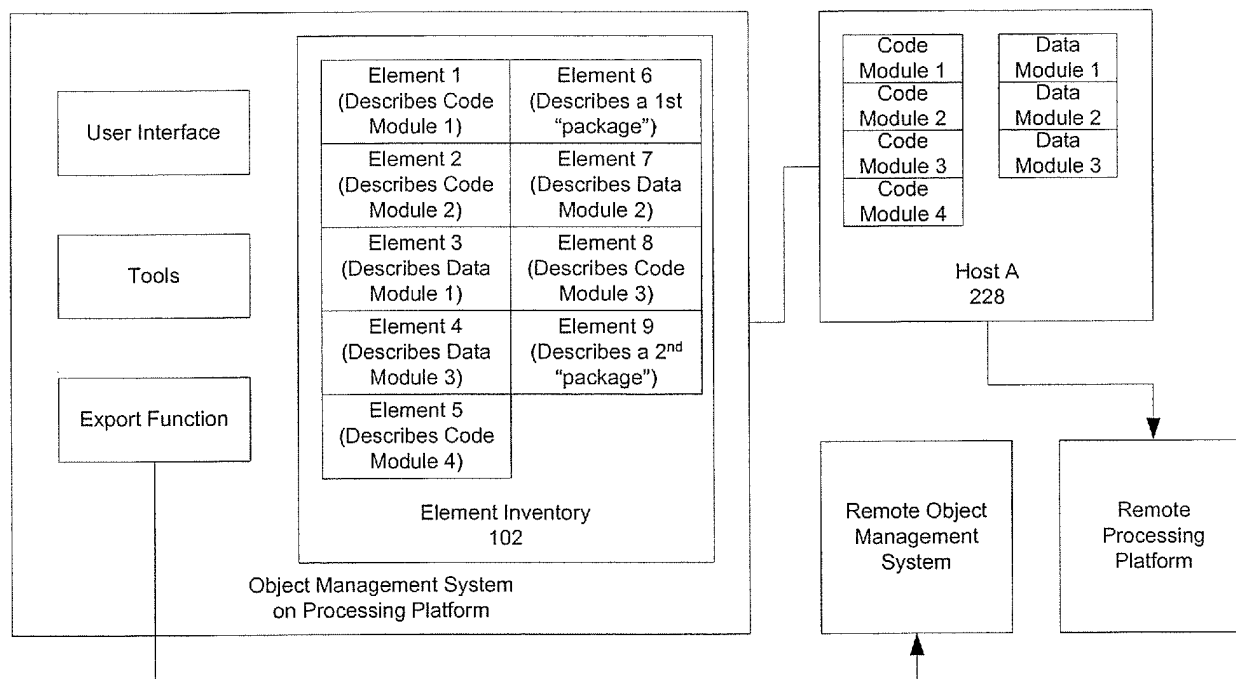 User Interface
Tools
Export Function
Element 1
(Describes Code
Module 1)
Element 2
(Describes Code
Module 2)
Element 3
(Describes Data
Module 1)
Element 4
(Describes Data
Module 3)
Element 5
(Describes Code
Module 4)
Element 6
(Describes a 1st
“package”)
Element 7
(Describes Data
Module 2)
Element 8
(Describes Code
Module 3)
Element 9
(Describes a 2nd
“package”)
Element Inventory
102
Object Management System
on Processing Platform
Code
Module 1
Code
Module 2
Code
Module 3
Code
Module 4
Data
Module 1
Data
Module 2
Data
Module 3
Host A
228
Remote Object
Management
System
Remote
Processing
Platform